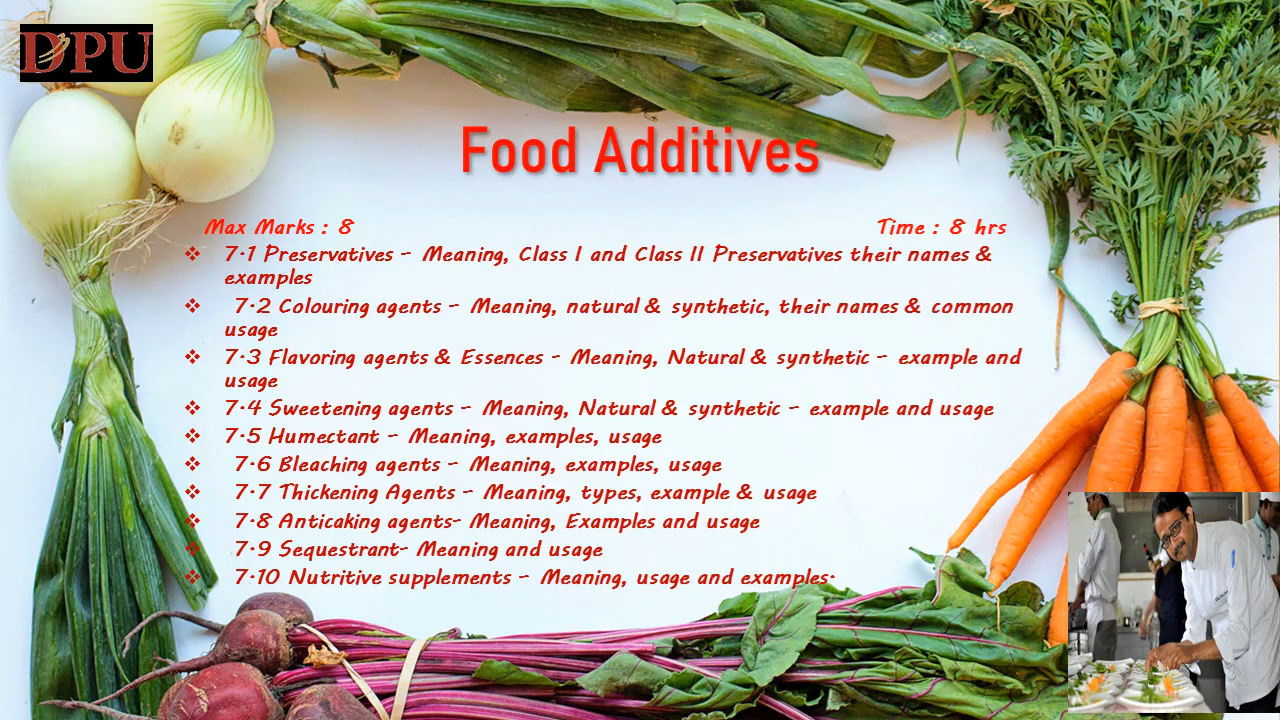 DPU
Food Additives
Max Marks : 8 Time : 8 hrs
❖ 7.1 Preservatives – Meaning, Class I and Class II Preservatives their names &
examples
❖ 7.2 Colouring agents – Meaning, natural & synthetic, their names & common
usage
❖ 7.3 Flavoring agents & Essences – Meaning, Natural & synthetic – example and
usage
❖ 7.4 Sweetening agents – Meaning, Natural & synthetic – example and usage
❖ 7.5 Humectant – Meaning, examples, usage
❖ 7.6 Bleaching agents – Meaning, examples, usage
❖ 7.7 Thickening Agents – Meaning, types, example & usage
❖ 7.8 Anticaking agents- Meaning, Examples and usage
❖ 7.9 Sequestrant- Meaning and usage
❖ 7.10 Nutritive supplements – Meaning, usage and examples.